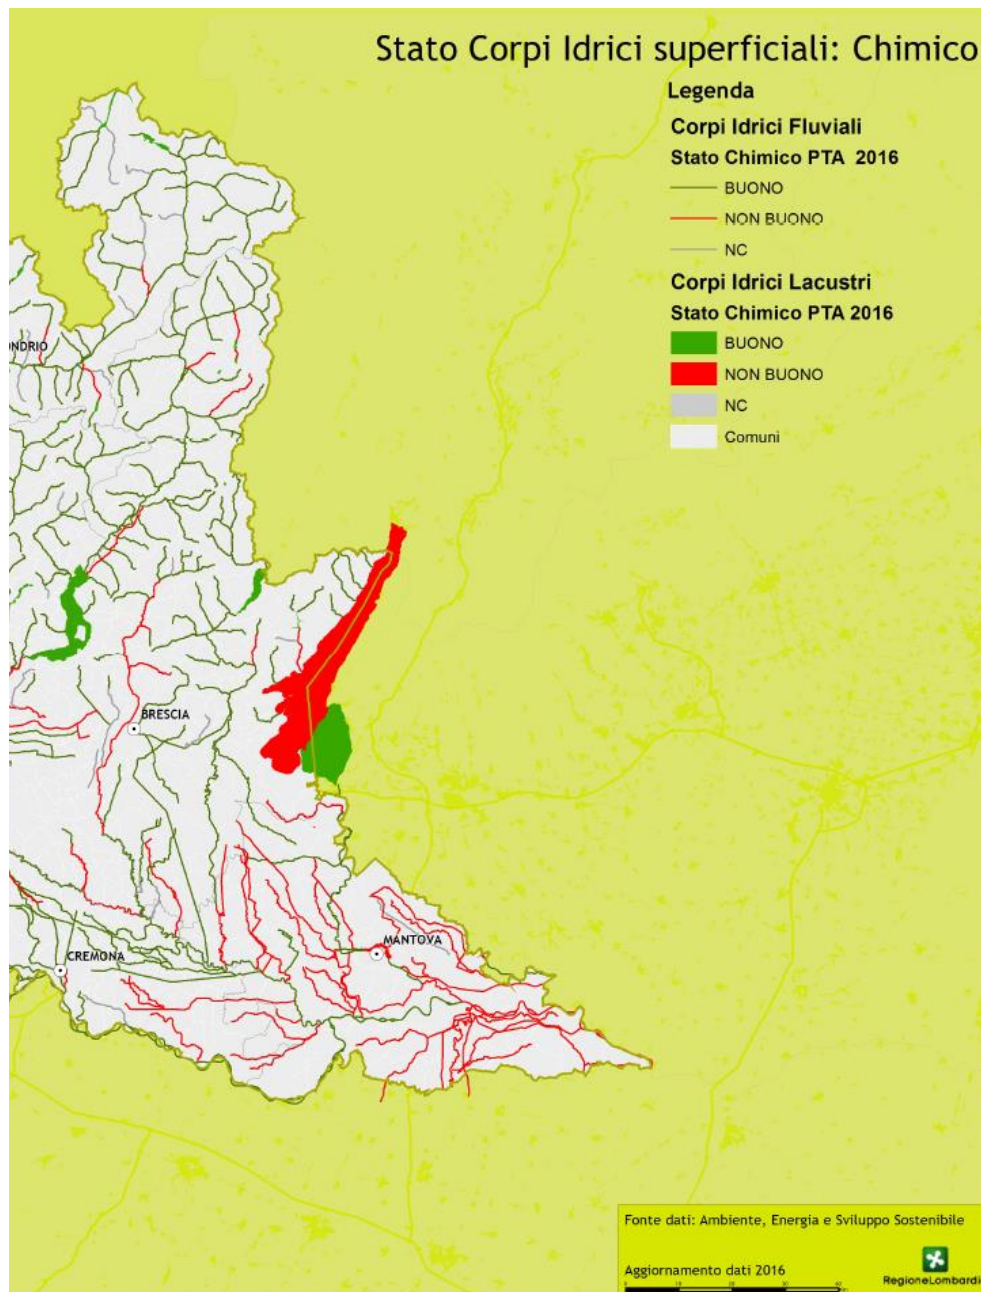 Stato Corpi Idrici superficiali: Chimico
Legenda
Corpi Idrici Fluviali
Stato Chimico PTA 2016
BUONO
NON BUONO
NC
Corpi Idrici Lacustri
Stato Chimico PTA 2016
BUONO
NON BUONO
NC
Comuni
ONDRIO
BRESCIA
CREMONA
MANTOVA
Fonte dati: Ambiente, Energia e Sviluppo Sostenibile
Aggiornamento dati 2016
RegioneLombardi